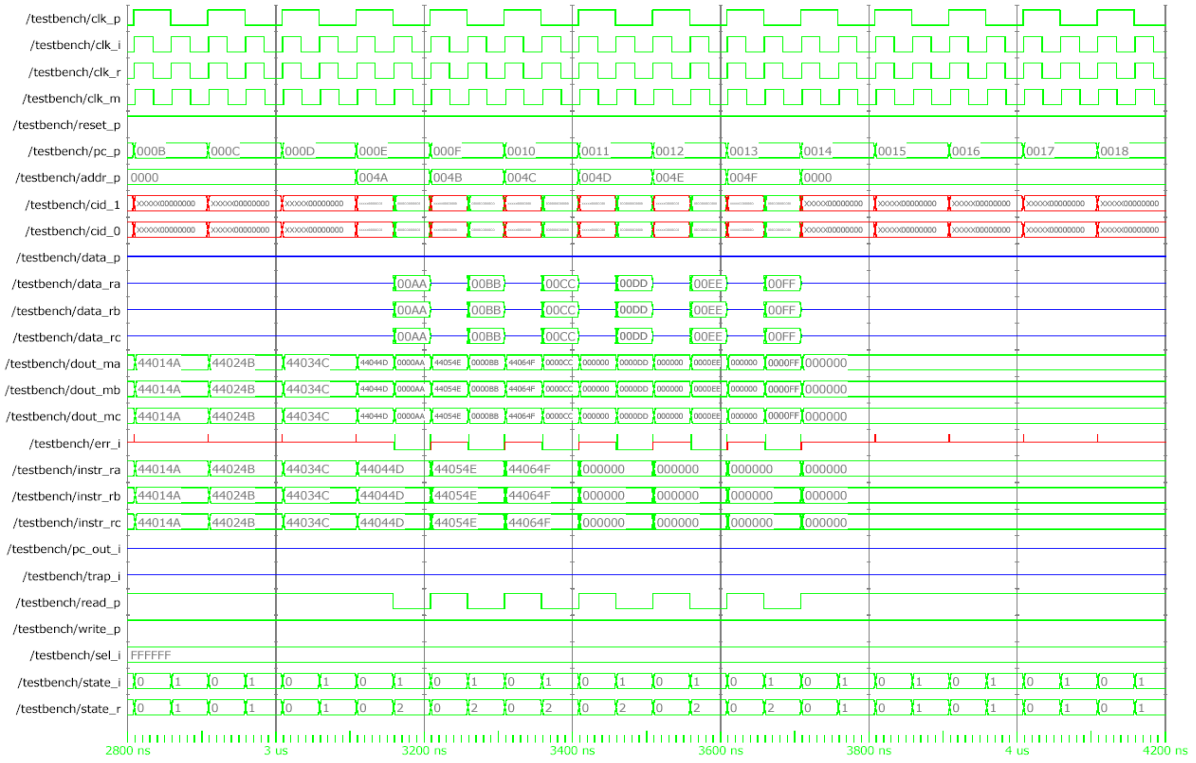 /testbench/clk_p
/testbench/clk_i
/testbench/clk_r
/testbench/clk_m
/testbench/reset_p
/testbench/pc_p 000B 000C 000D 000E 000F 0010 0011 0012 0013 0014 0015 0016 0017 0018
/testbench/addr_p 0000 004A 004B 004C 004D 004E 004F 0000
/testbench/cid_1 XXXXX00000000 XXXXX00000000 XXXXX00000000 XXXXX00000000 XXXXX00000000 XXXXX00000000 XXXXX00000000 XXXXX00000000
/testbench/cid_0 XXXXX00000000 XXXXX00000000 XXXXX00000000 XXXXX00000000 XXXXX00000000 XXXXX00000000 XXXXX00000000 XXXXX00000000
/testbench/data_p
/testbench/data_ra 00AA 00BB 00CC 00DD 00EE 00FF
/testbench/data_rb 00AA 00BB 00CC 00DD 00EE 00FF
/testbench/data_rc 00AA 00BB 00CC 00DD 00EE 00FF
/testbench/dout_ma 44014A 44024B 44034C 44044D 0000AA 44054E 0000BB 44064F 0000CC 000000 0000DD 000000 0000EE 000000 0000FF 000000
/testbench/dout_mb 44014A 44024B 44034C 44044D 0000AA 44054E 0000BB 44064F 0000CC 000000 0000DD 000000 0000EE 000000 0000FF 000000
/testbench/dout_mc 44014A 44024B 44034C 44044D 0000AA 44054E 0000BB 44064F 0000CC 000000 0000DD 000000 0000EE 000000 0000FF 000000
/testbench/err_i
/testbench/instr_ra 44014A 44024B 44034C 44044D 44054E 44064F 000000 000000 000000 000000
/testbench/instr_rb 44014A 44024B 44034C 44044D 44054E 44064F 000000 000000 000000 000000
/testbench/instr_rc 44014A 44024B 44034C 44044D 44054E 44064F 000000 000000 000000 000000
/testbench/pc_out_i
/testbench/trap_i
/testbench/read_p
/testbench/write_p
/testbench/sel_i FFFFFF
/testbench/state_i 0 1 0 1 0 1 0 1 0 1 0 1 0 1 0 1 0 1 0 1 0 1 0 1 0 1 0 1
/testbench/state_r 0 1 0 1 0 1 0 2 0 2 0 2 0 2 0 2 0 2 0 1 0 1 0 1 0 1 0 1
2800 ns 3 us 3200 ns 3400 ns 3600 ns 3800 ns 4 us 4200 ns